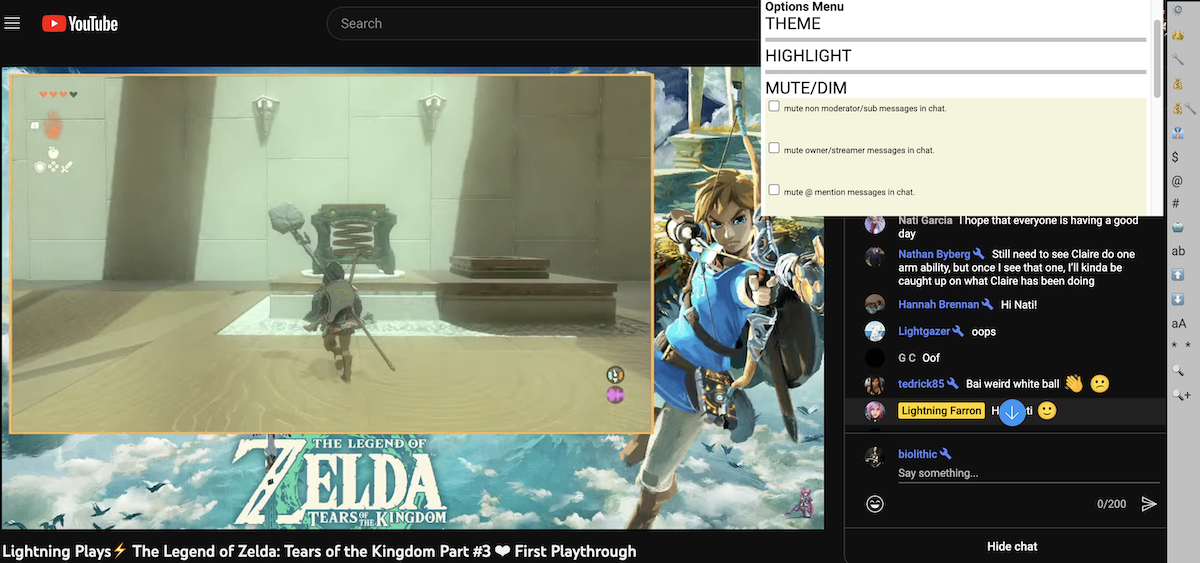 YouTube
Search
Options Menu
THEME
HIGHLIGHT
MUTE/DIM
mute non moderator/sub messages in chat.
mute owner/streamer messages in chat.
mute @ mention messages in chat.
Nati Garcia I hope that everyone is having a good
day
Nathan Byberg Still need to see Claire do one
arm ability, but once I see that one, I'll kinda be
caught up on what Claire has been doing
Hannah Brennan Hi Nati!
Lightgazer oops
G C Oof
tedrick85 Bai weird white ball 👋 😕
Lightning Farron 🙂
biolithic
Say something...
0/200
Hide chat
$
@
#
ab
aA
* *
THE LEGEND OF
ZELDA
TEARS OF THE KINGDOM
Lightning Plays⚡ The Legend of Zelda: Tears of the Kingdom Part #3 ❤ First Playthrough